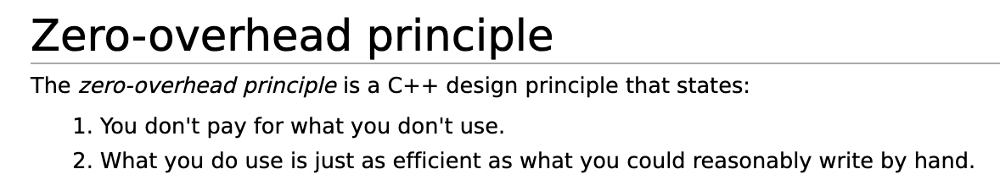 Zero-overhead principle
The zero-overhead principle is a C++ design principle that states:
1. You don't pay for what you don't use.
2. What you do use is just as efficient as what you could reasonably write by hand.